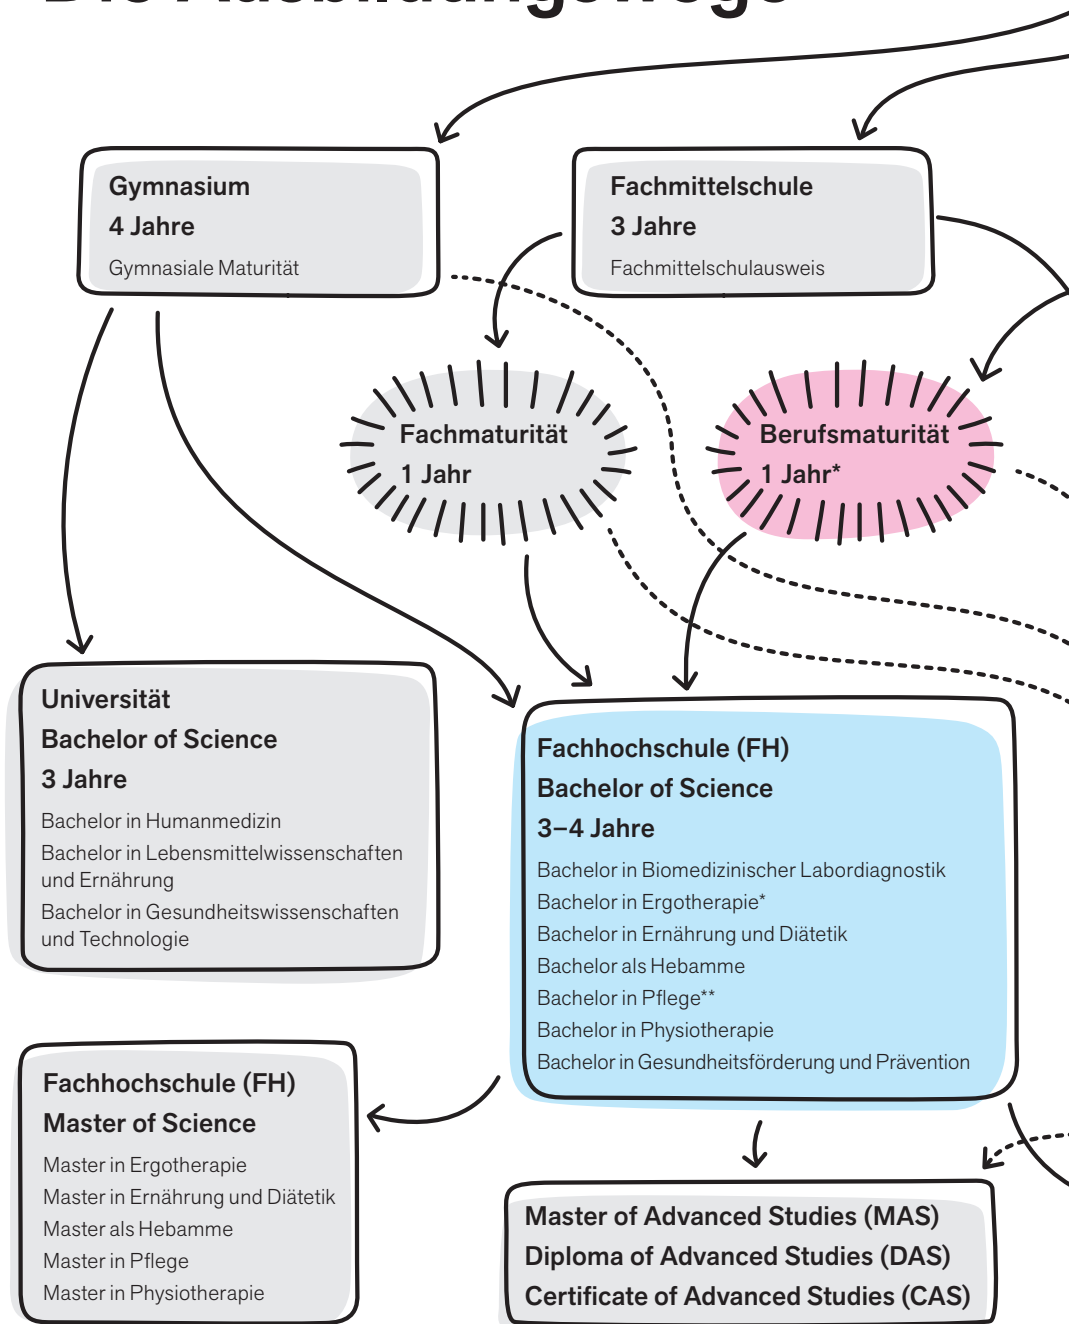 Die Ausbildungswege
Gymnasium
4 Jahre
Gymnasiale Maturität
Fachmittelschule
3 Jahre
Fachmittelschulausweis
Fachmaturität
1 Jahr
Berufsmaturität
1 Jahr*
Universität
Bachelor of Science
3 Jahre
Bachelor in Humanmedizin
Bachelor in Lebensmittelwissenschaften
und Ernährung
Bachelor in Gesundheitswissenschaften
und Technologie
Fachhochschule (FH)
Bachelor of Science
3–4 Jahre
Bachelor in Biomedizinischer Labordiagnostik
Bachelor in Ergotherapie*
Bachelor in Ernährung und Diätetik
Bachelor als Hebamme
Bachelor in Pflege**
Bachelor in Physiotherapie
Bachelor in Gesundheitsförderung und Prävention
Fachhochschule (FH)
Master of Science
Master in Ergotherapie
Master in Ernährung und Diätetik
Master als Hebamme
Master in Pflege
Master in Physiotherapie
Master of Advanced Studies (MAS)
Diploma of Advanced Studies (DAS)
Certificate of Advanced Studies (CAS)